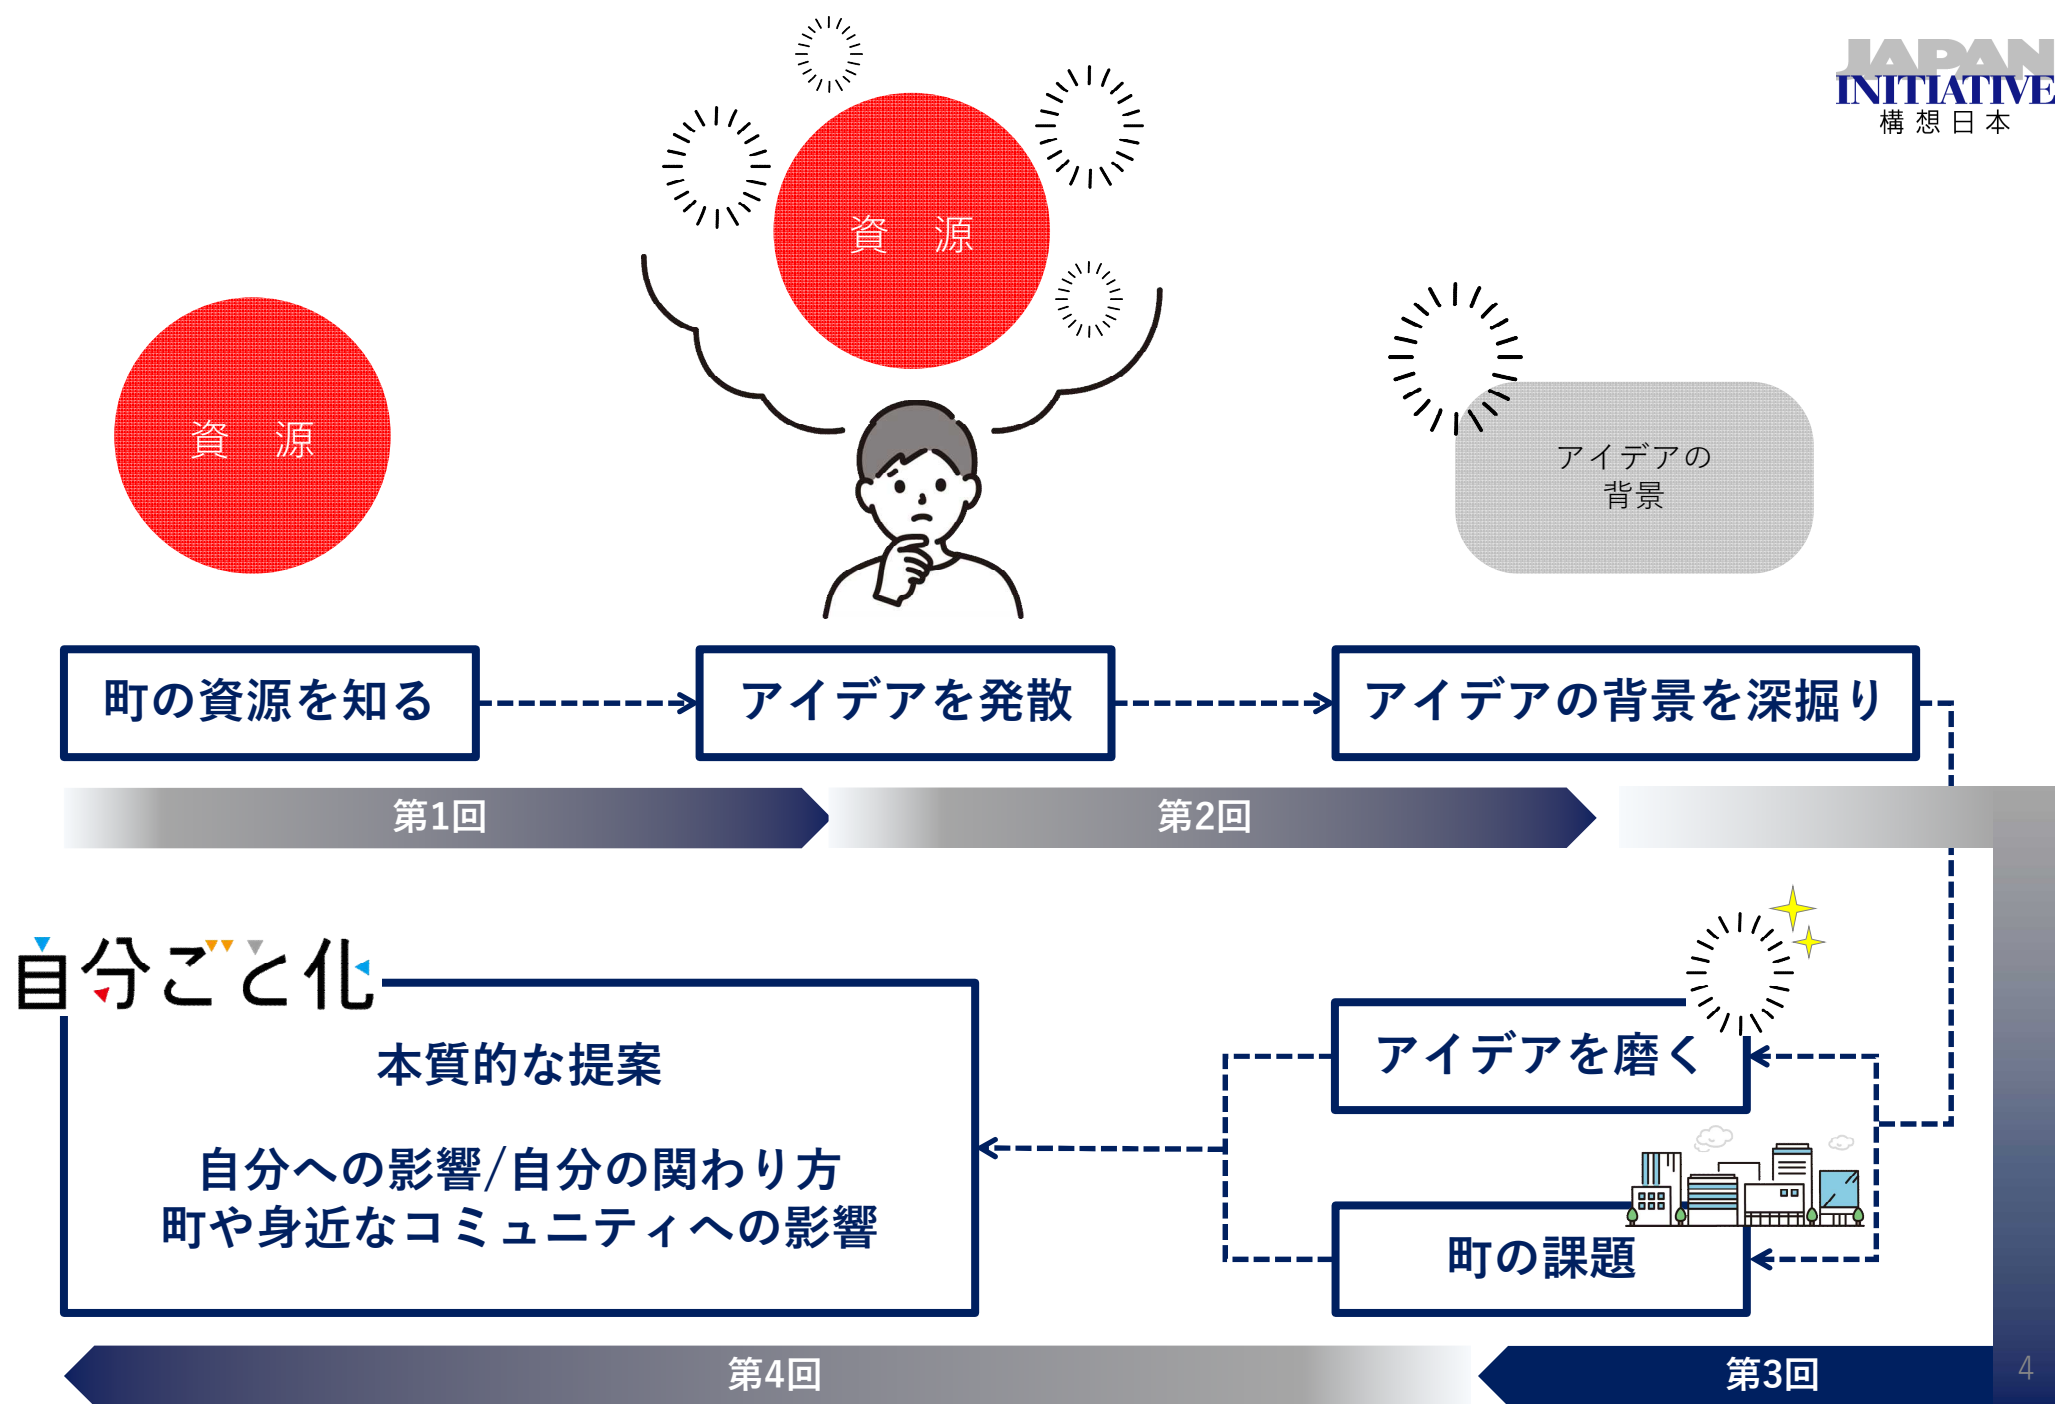 JAPAN
INITIATIVE
構想日本
資　源
資　源
アイデアの
背景
町の資源を知る
アイデアを発散
アイデアの背景を深掘り
第1回
第2回
自分ごと化
本質的な提案
自分への影響/自分の関わり方
町や身近なコミュニティへの影響
アイデアを磨く
町の課題
第4回
第3回
4